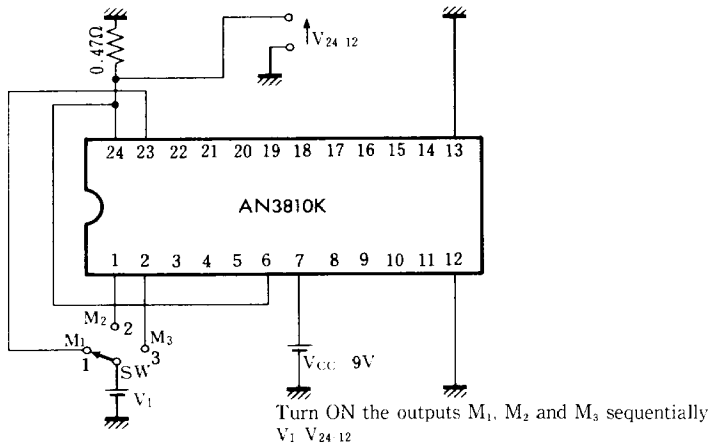 0.47Ω
V24-12
24 23 22 21 20 19 18 17 16 15 14 13
AN3810K
1 2 3 4 5 6 7 8 9 10 11 12
M2 2
M3
M1
1 SW 3
V1
VCC 9V
Turn ON the outputs M1, M2 and M3 sequentially
V1 V24-12